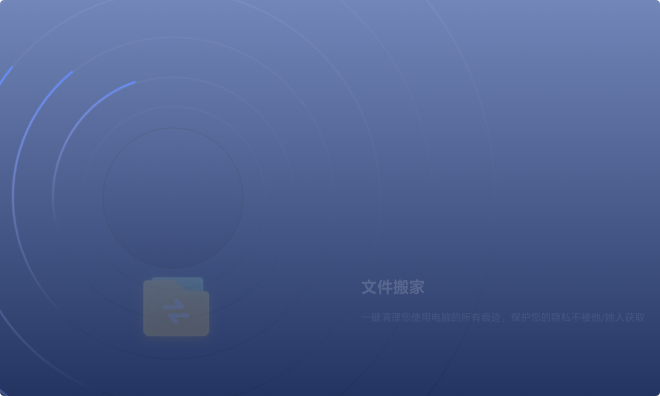 文件搬家
一键清理您使用电脑的所有痕迹，保护您的隐私不被他/她人获取